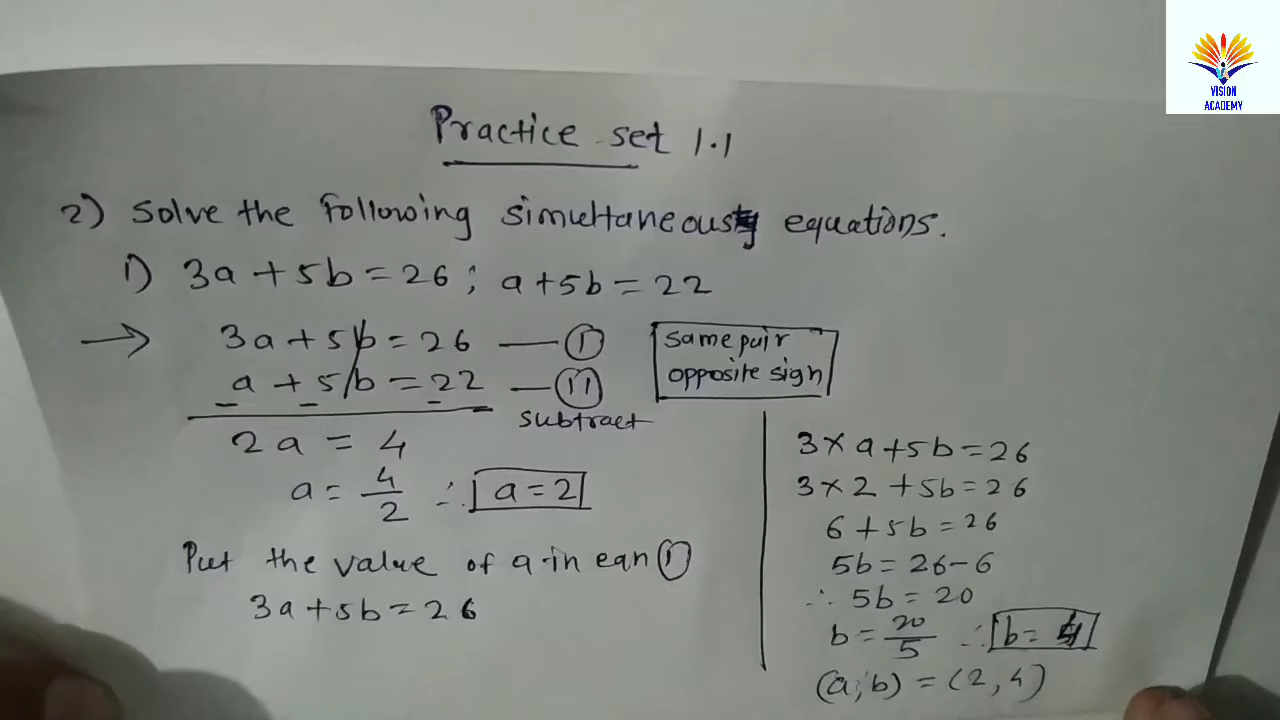 VISION
ACADEMY
Practice set 1.1
2) Solve the following simultaneous equations.
i) 3a + 5b = 26 ; a + 5b = 22
→ 3a + 5b = 26 — (I)
a + 5b = 22 — (II)
- - -
subtract
same pair
opposite sign
2a = 4
a = 4/2 ∴ a = 2
Put the value of a in eqn (I)
3a + 5b = 26
3 × a + 5b = 26
3 × 2 + 5b = 26
6 + 5b = 26
5b = 26 - 6
∴ 5b = 20
b = 20/5 ∴ b = 4
(a, b) = (2, 4)